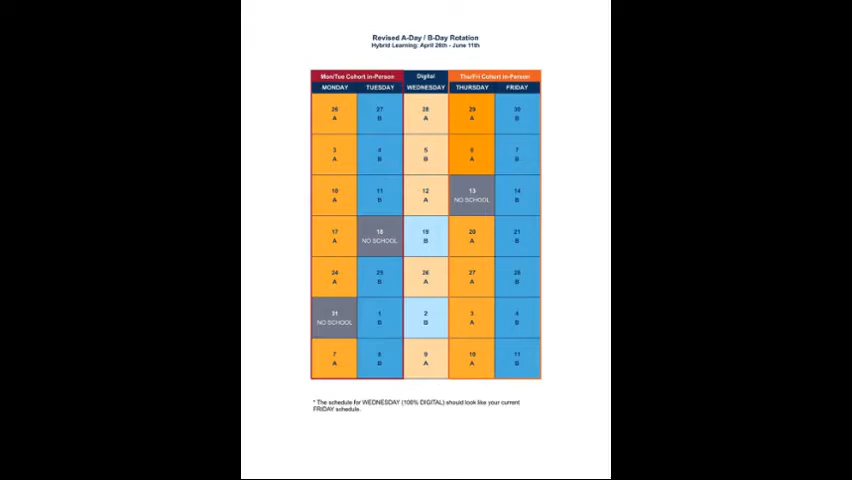 Revised A-Day / B-Day Rotation
Hybrid Learning: April 26th - June 11th
Mon/Tue Cohort in-Person Digital Thu/Fri Cohort in-Person
MONDAY TUESDAY WEDNESDAY THURSDAY FRIDAY
26 27 28 29 30
A B A A B
3 4 5 6 7
A B B A B
10 11 12 13 14
A B A NO SCHOOL B
17 18 19 20 21
A NO SCHOOL B A B
24 25 26 27 28
A B A A B
31 1 2 3 4
NO SCHOOL B B A B
7 8 9 10 11
A B A A B
* The schedule for WEDNESDAY (100% DIGITAL) should look like your current
FRIDAY schedule.